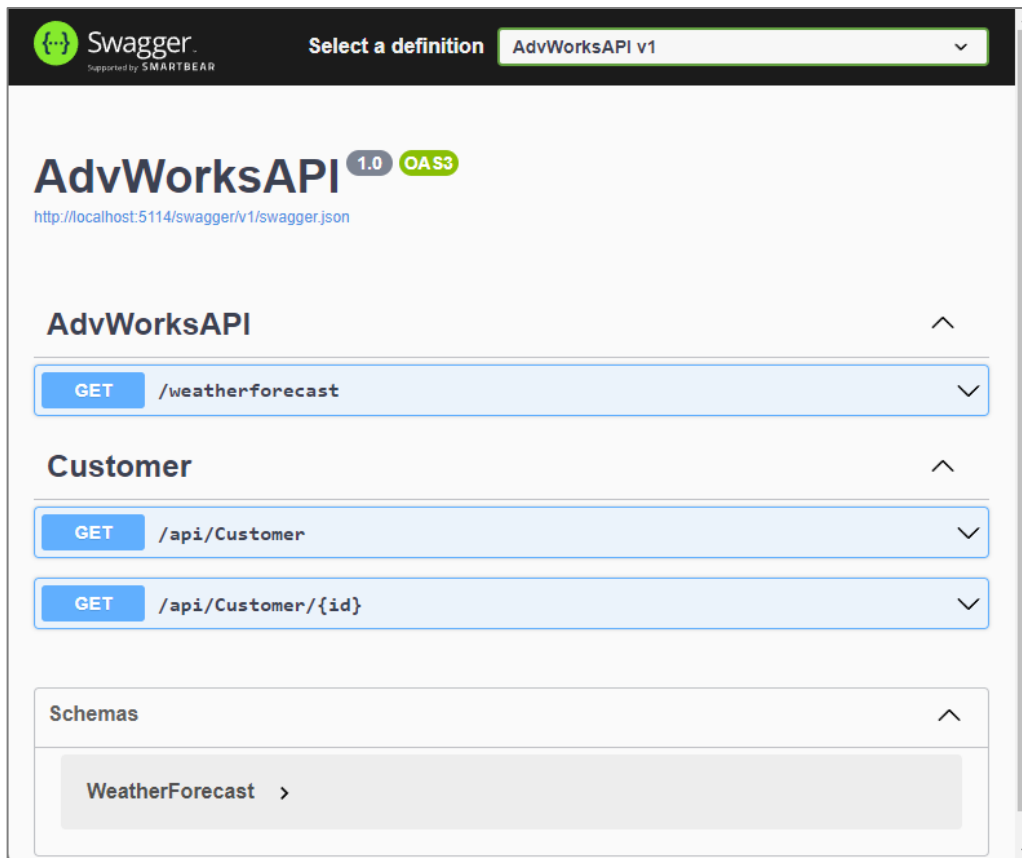 {··} Swagger.
Supported by SMARTBEAR
Select a definition
AdvWorksAPI v1
AdvWorksAPI 1.0 OAS3
http://localhost:5114/swagger/v1/swagger.json
AdvWorksAPI
GET /weatherforecast
Customer
GET /api/Customer
GET /api/Customer/{id}
Schemas
WeatherForecast